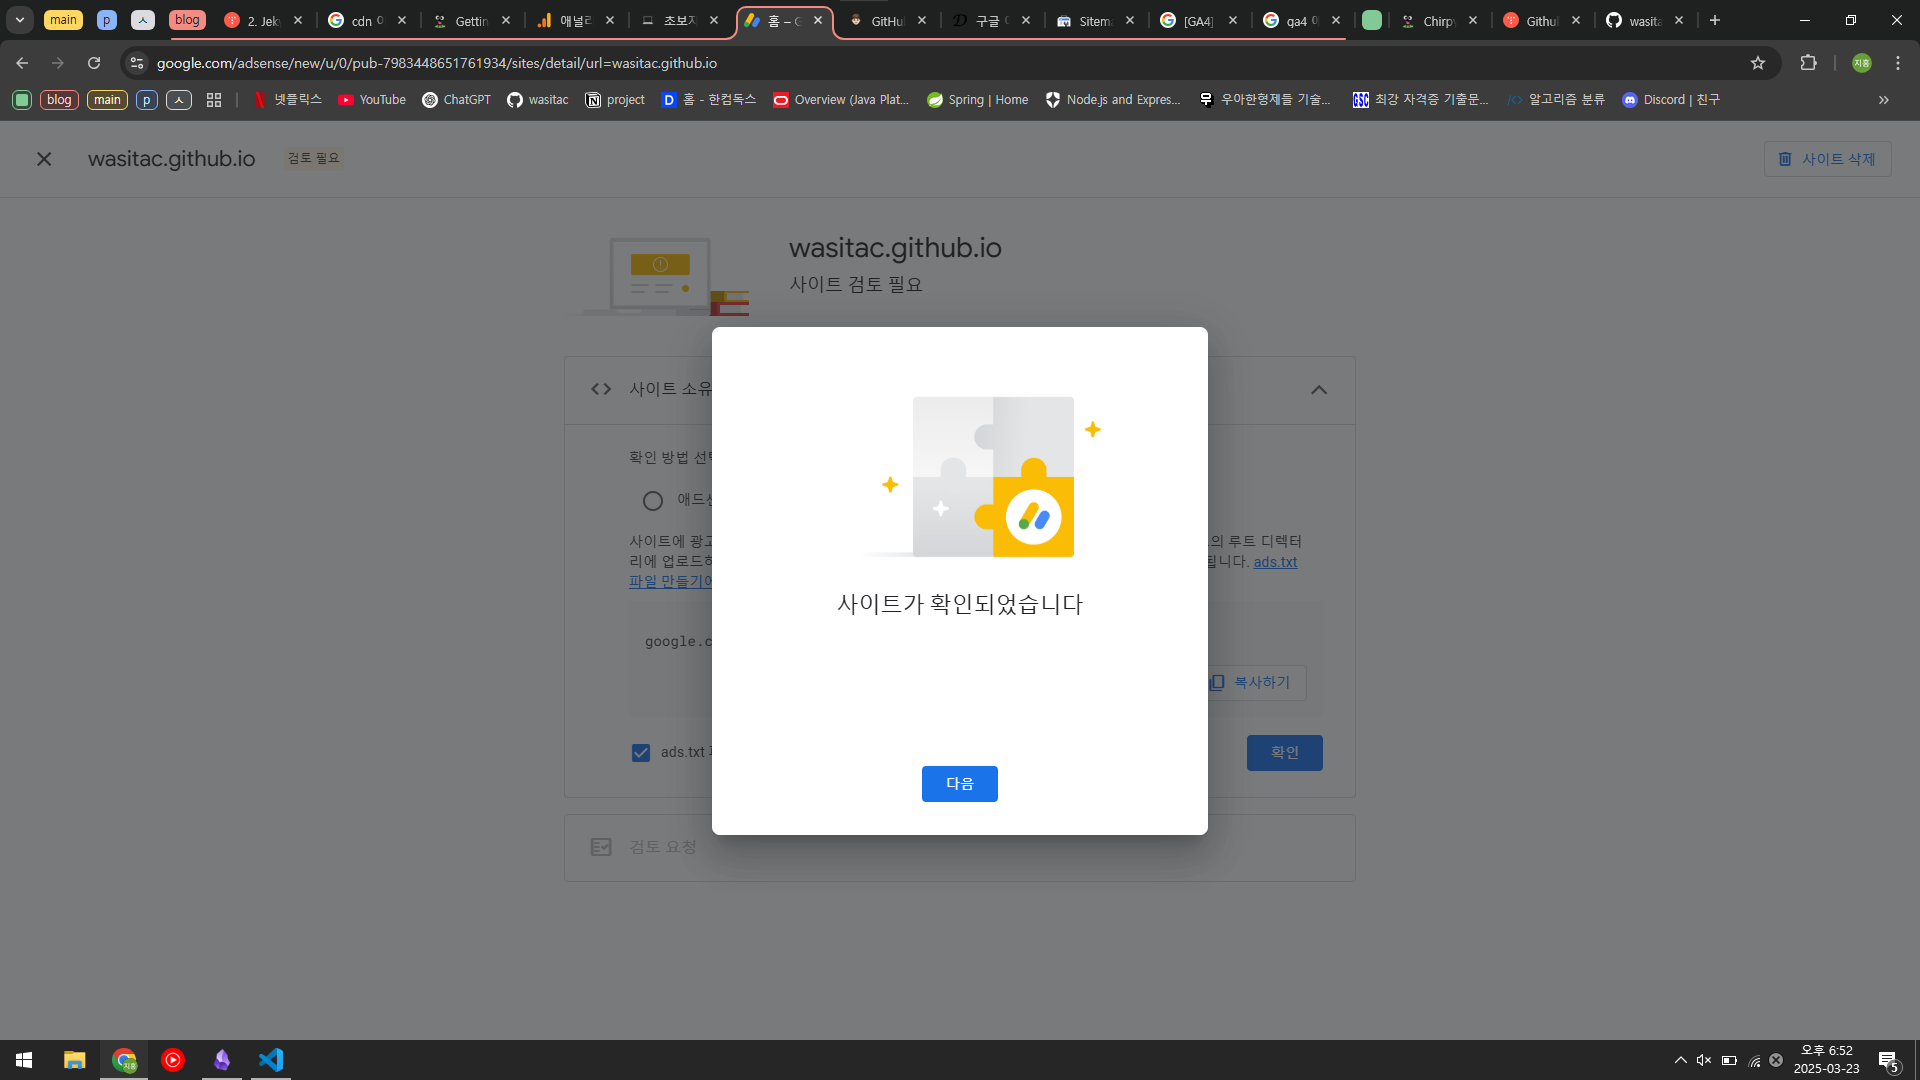 main
p
ㅅ
blog
2. Jek
cdn
Gettin
애널리
초보자
홈 – G
GitHu
구글
Sitem
[GA4]
ga4
Chirp
Githu
wasita
google.com/adsense/new/u/0/pub-7983448651761934/sites/detail/url=wasitac.github.io
지홍
blog
main
p
ㅅ
넷플릭스
YouTube
ChatGPT
wasitac
project
홈 - 한컴독스
Overview (Java Plat...
Spring | Home
Node.js and Expres...
우아한형제들 기술...
최강 자격증 기출문...
알고리즘 분류
Discord | 친구
wasitac.github.io
검토 필요
사이트 삭제
wasitac.github.io
사이트 검토 필요
사이트 소유
확인 방법 선택
애드센
사이트에 광고
의 루트 디렉터
리에 업로드하
됩니다. ads.txt
파일 만들기에
google.c
복사하기
ads.txt
확인
검토 요청
사이트가 확인되었습니다
다음
오후 6:52
2025-03-23
5